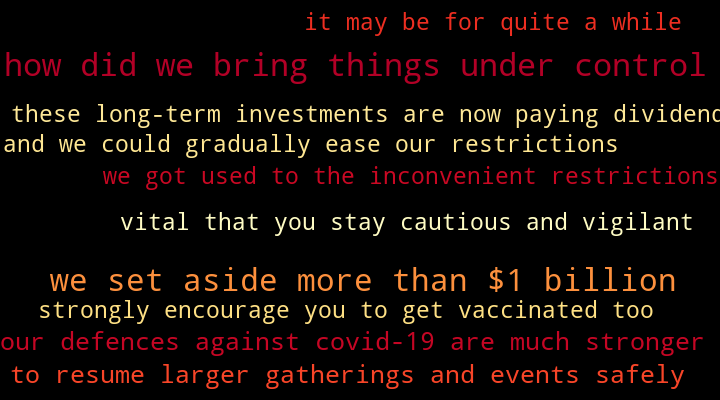 it may be for quite a while
how did we bring things under control
these long-term investments are now paying dividend
and we could gradually ease our restrictions
we got used to the inconvenient restrictions
vital that you stay cautious and vigilant
we set aside more than $1 billion
strongly encourage you to get vaccinated too
our defences against covid-19 are much stronger
to resume larger gatherings and events safely